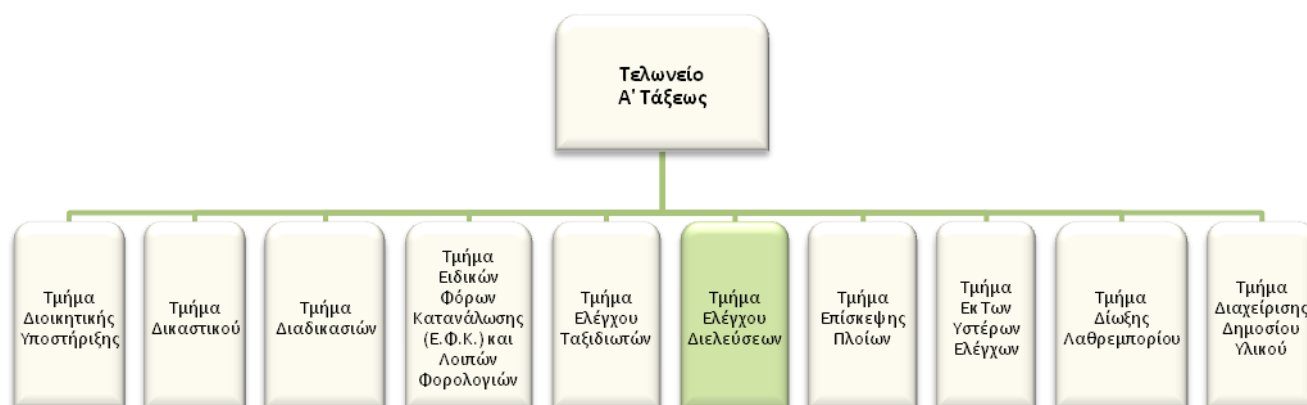 Τελωνείο
Α' Τάξεως
Τμήμα
Διοικητικής
Υποστήριξης
Τμήμα
Δικαστικού
Τμήμα
Διαδικασιών
Τμήμα
Ειδικών
Φόρων
Κατανάλωσης
(Ε.Φ.Κ.) και
Λοιπών
Φορολογιών
Τμήμα
Ελέγχου
Ταξιδιωτών
Τμήμα
Ελέγχου
Διελεύσεων
Τμήμα
Επίσκεψης
Πλοίων
Τμήμα
Εκ Των
Υστέρων
Ελέγχων
Τμήμα
Δίωξης
Λαθρεμπορίου
Τμήμα
Διαχείρισης
Δημοσίου
Υλικού